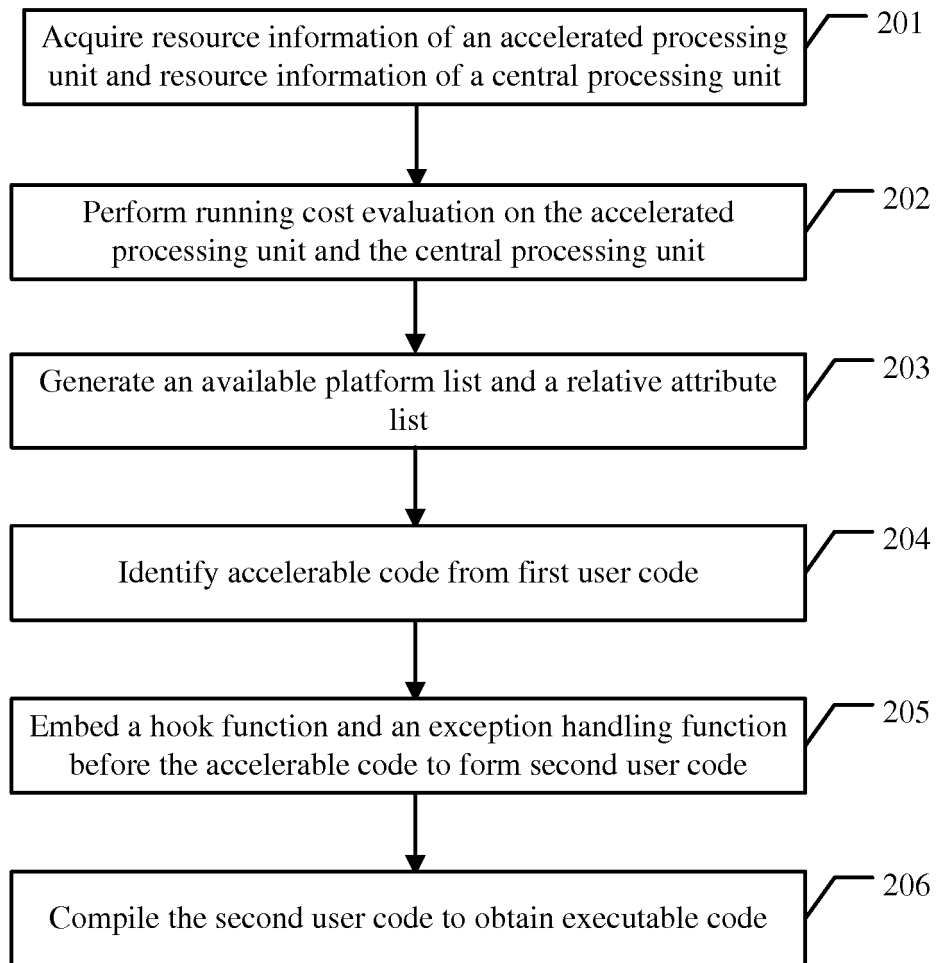 Acquire resource information of an accelerated processing
unit and resource information of a central processing unit
201
Perform running cost evaluation on the accelerated
processing unit and the central processing unit
202
Generate an available platform list and a relative attribute
list
203
Identify accelerable code from first user code
204
Embed a hook function and an exception handling function
before the accelerable code to form second user code
205
Compile the second user code to obtain executable code
206